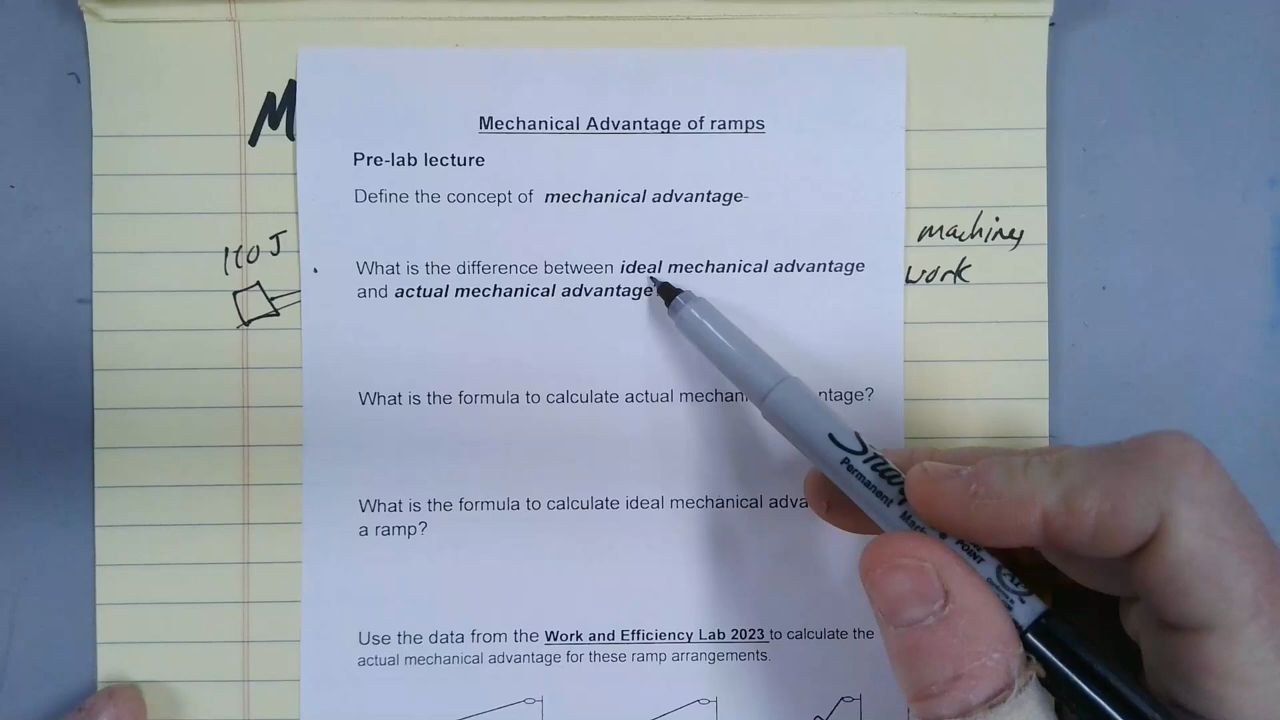 M
Mechanical Advantage of ramps
Pre-lab lecture
Define the concept of mechanical advantage-
110 J
machines
What is the difference between ideal mechanical advantage
work
and actual mechanical advantage
What is the formula to calculate actual mechan ntage?
What is the formula to calculate ideal mechanical adva
a ramp?
Use the data from the Work and Efficiency Lab 2023 to calculate the
actual mechanical advantage for these ramp arrangements.
Permanent
POINT